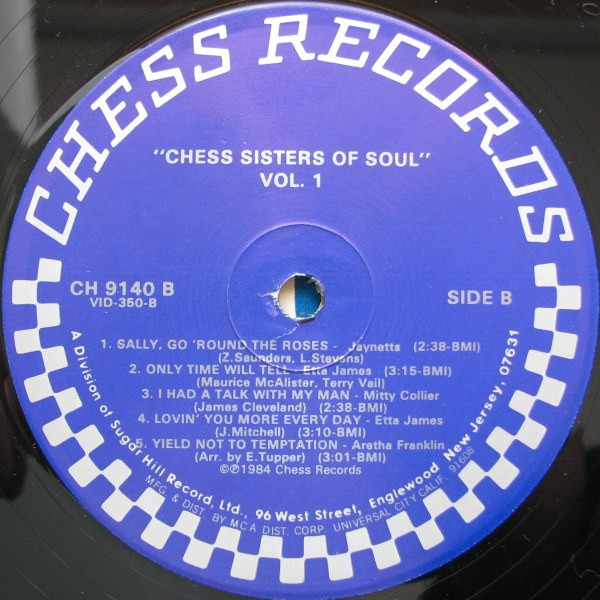 CHESS RECORDS
"CHESS SISTERS OF SOUL"
VOL. 1
CH 9140 B
VID-350-B
SIDE B
1. SALLY, GO 'ROUND THE ROSES - Jaynetts (2:38-BMI)
(Z.Saunders, L.Stevens)
2. ONLY TIME WILL TELL - Etta James (3:15-BMI)
(Maurice McAlister, Terry Vail)
3. I HAD A TALK WITH MY MAN - Mitty Collier
(James Cleveland) (2:38-BMI)
4. LOVIN' YOU MORE EVERY DAY - Etta James
(J.Mitchell) (3:10-BMI)
5. YIELD NOT TO TEMPTATION - Aretha Franklin
(Arr. by E.Tupper) (3:01-BMI)
©℗1984 Chess Records
A Division of Sugar Hill Record, Ltd., 96 West Street, Englewood New Jersey, 07631
MFG. & DIST. BY MCA DIST. CORP. UNIVERSAL CITY CALIF. 91608